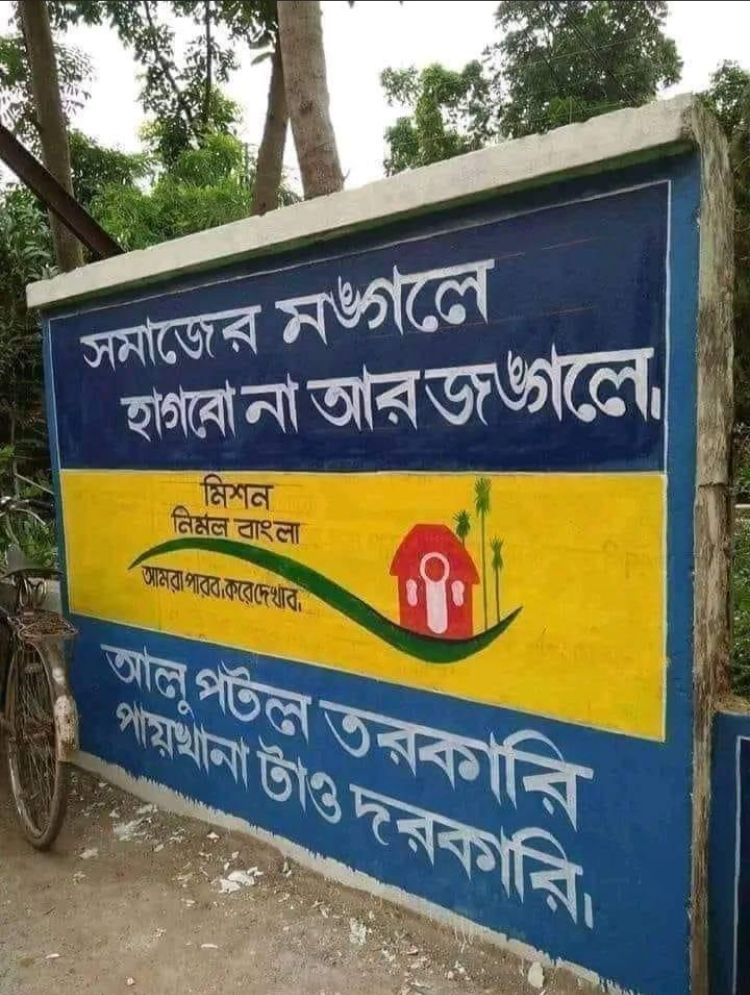 সমাজের মঙ্গলে
হাগবো না আর জঙ্গলে.
মিশন
নির্মল বাংলা
আমরা পারব. করে দেখাব.
আলু পটল তরকারি
পায়খানা টাও দরকারি.